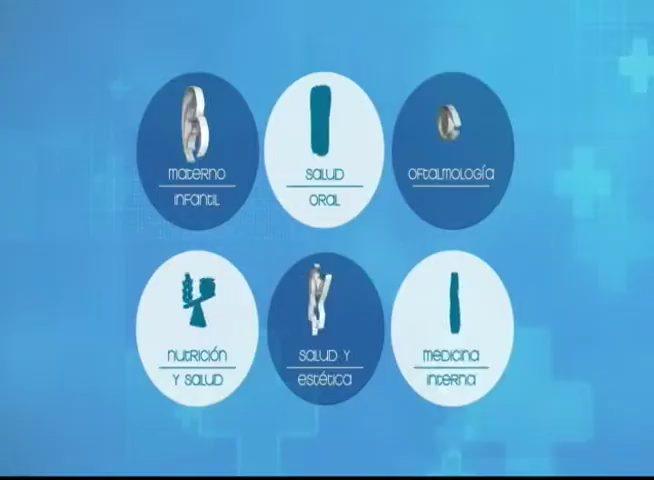 materno
infantil
salud
oral
oftalmología
nutrición
y salud
salud y
estética
medicina
interna